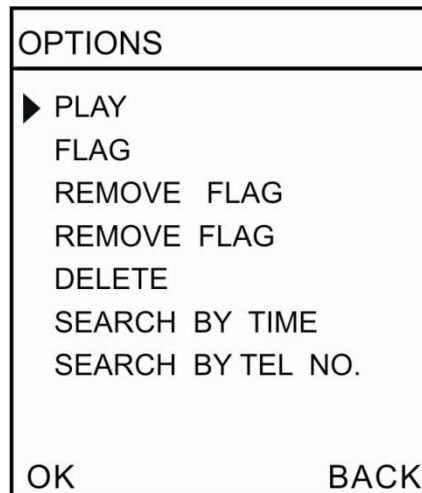 OPTIONS
PLAY
FLAG
REMOVE FLAG
REMOVE FLAG
DELETE
SEARCH BY TIME
SEARCH BY TEL NO.
OK BACK